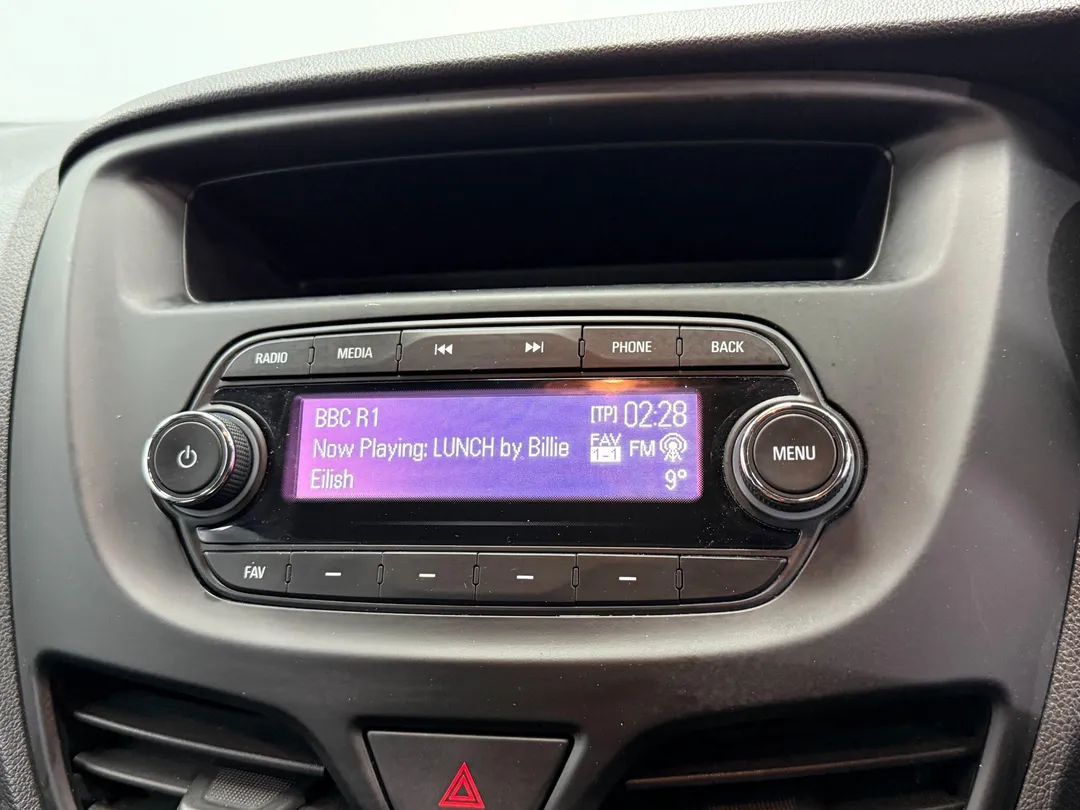 RADIO MEDIA PHONE BACK
BBC R1 [TP] 02:28
Now Playing: LUNCH by Billie FAV 1-1 FM
Eilish 9°
MENU
FAV